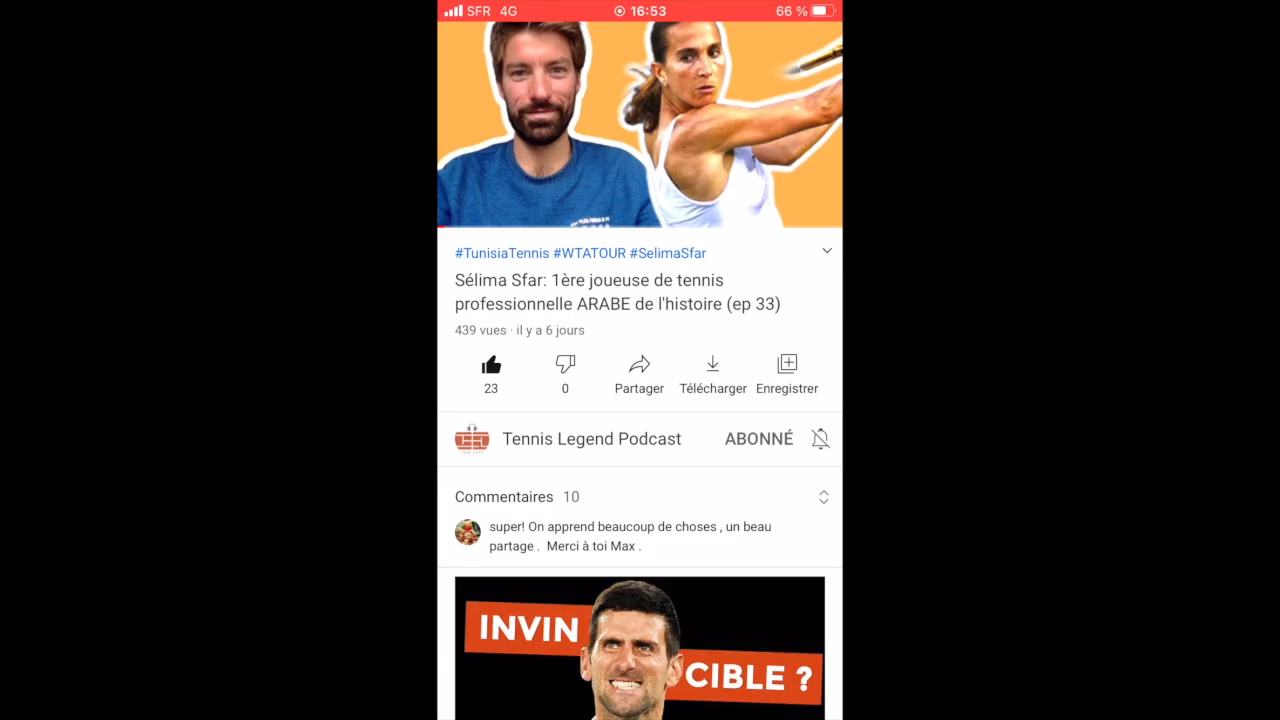 SFR 4G 16:53 66 %
#TunisiaTennis #WTATOUR #SelimaSfar
Sélima Sfar: 1ère joueuse de tennis
professionnelle ARABE de l'histoire (ep 33)
439 vues · il y a 6 jours
23 0 Partager Télécharger Enregistrer
Tennis Legend Podcast ABONNÉ
Commentaires 10
super! On apprend beaucoup de choses , un beau
partage . Merci à toi Max .
INVIN
CIBLE ?